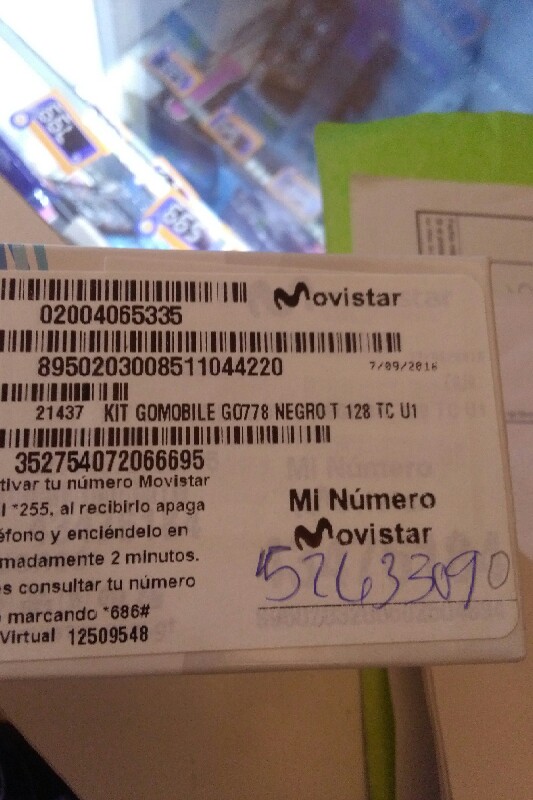 Movistar
02004065335
8950203008511044220
7/09/2016
21437 KIT GOMOBILE GO778 NEGRO T 128 TC U1
352754072066695
tivar tu número Movistar
l *255, al recibirlo apaga
éfono y enciéndelo en
madamente 2 minutos.
es consultar tu número
marcando *686#
Virtual 12509548
Mi Número
Movistar
52633090